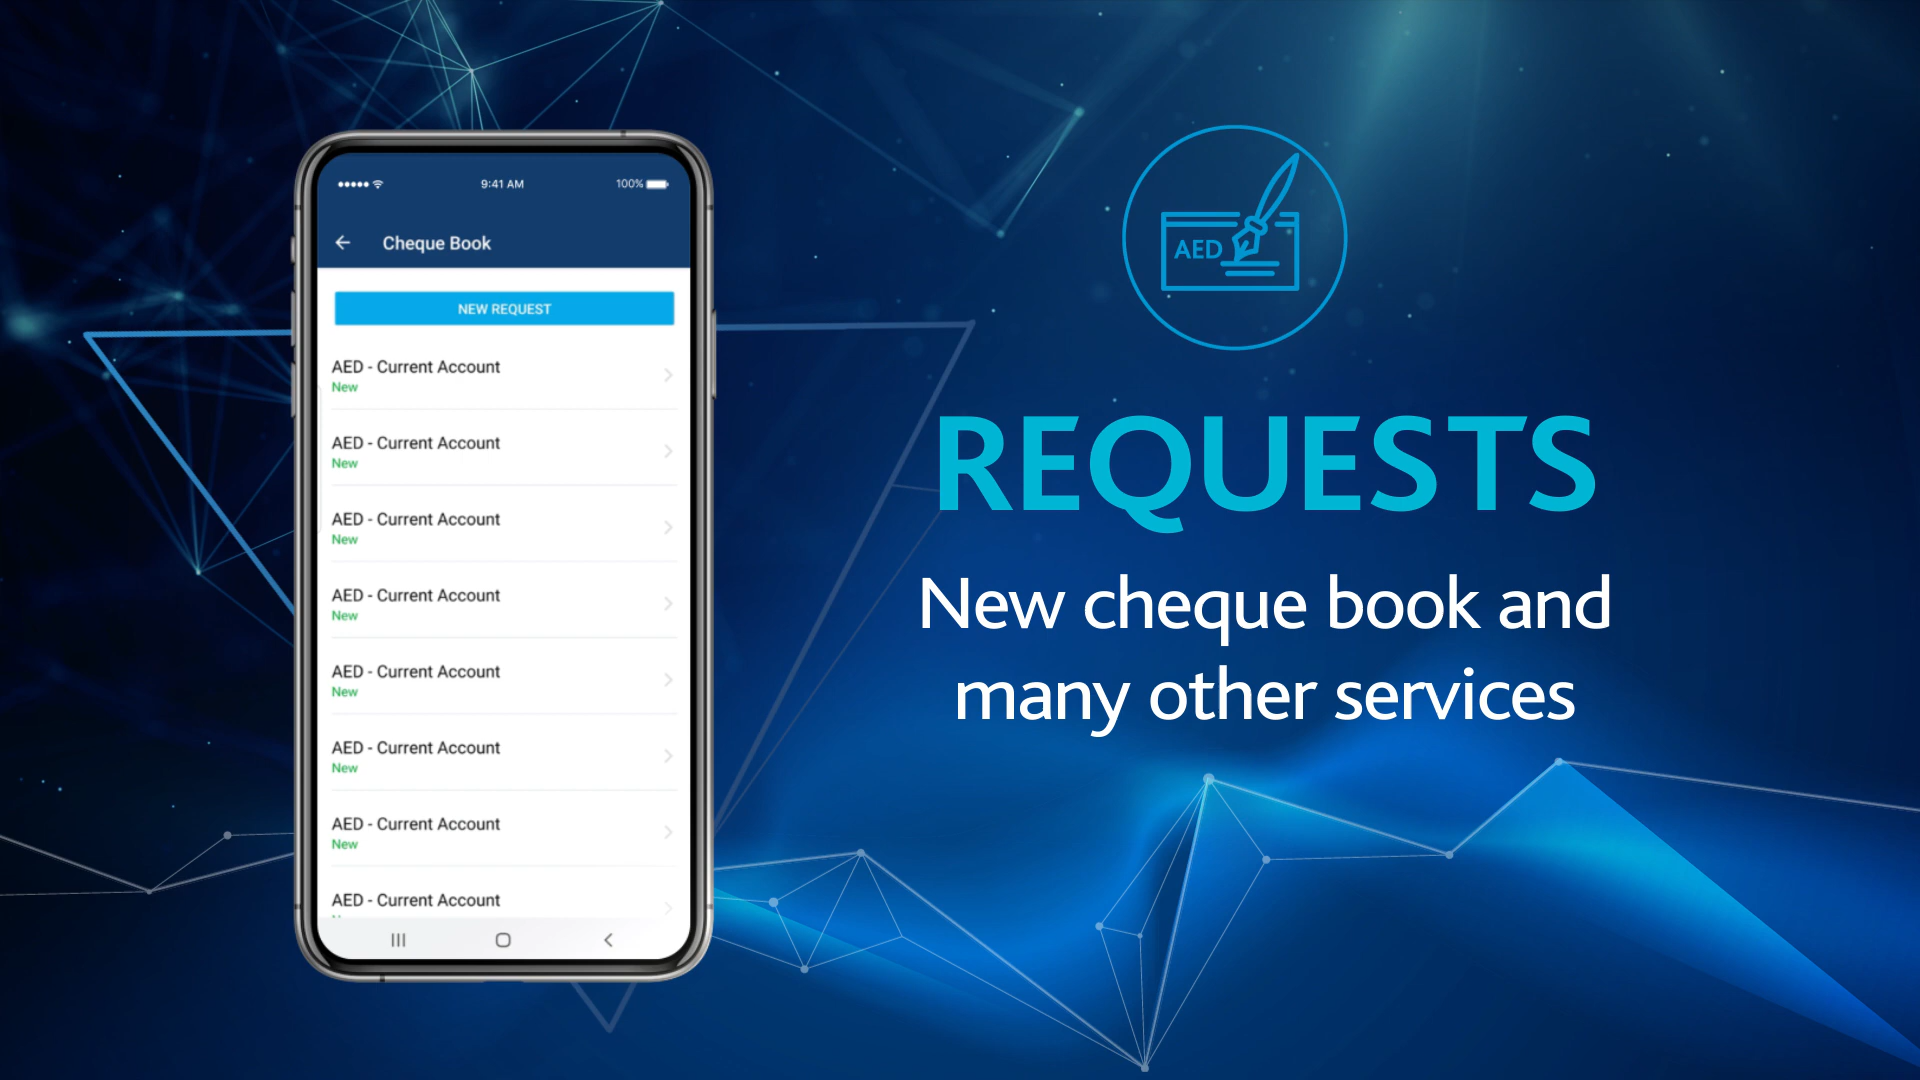 9:41 AM 100%
Cheque Book
NEW REQUEST
AED - Current Account
New
AED - Current Account
New
AED - Current Account
New
AED - Current Account
New
AED - Current Account
New
AED - Current Account
New
AED - Current Account
New
AED - Current Account
AED
REQUESTS
New cheque book and
many other services